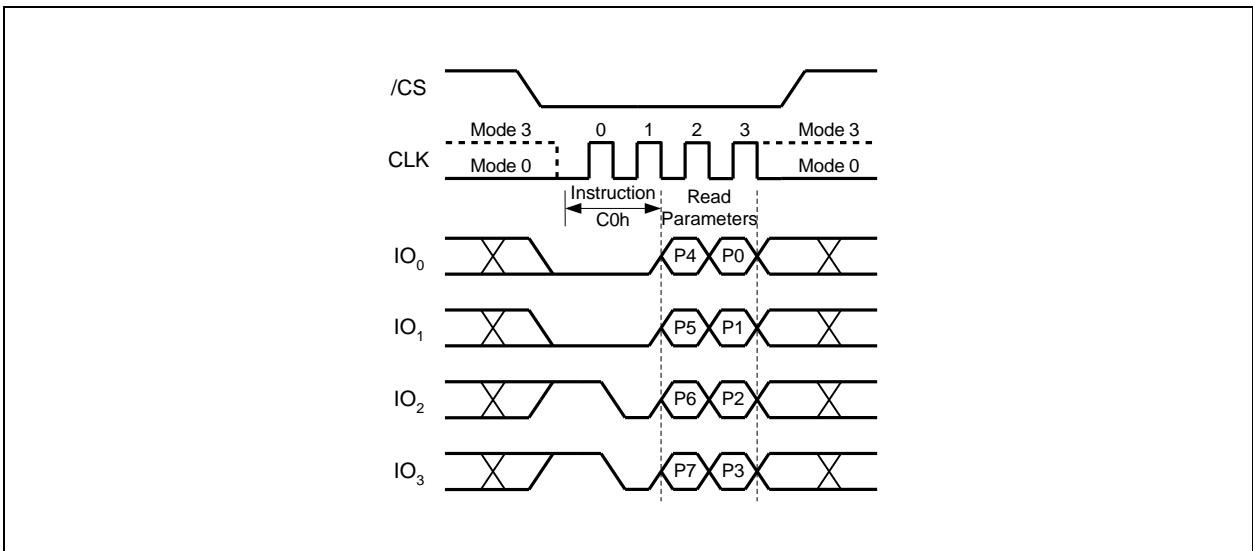 /CS
Mode 3 0 1 2 3 Mode 3
CLK Mode 0 Mode 0
Instruction Read
C0h Parameters
IO0 P4 P0
IO1 P5 P1
IO2 P6 P2
IO3 P7 P3